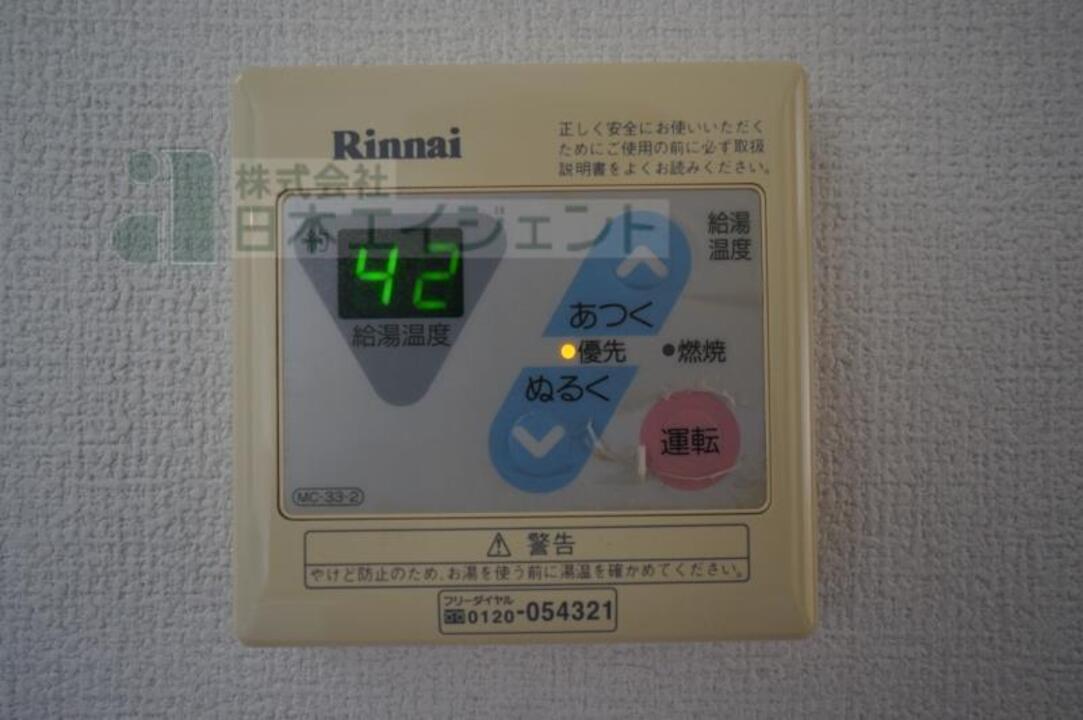 Rinnai
正しく安全にお使いいただく
ためにご使用の前に必ず取扱
説明書をよくお読みください。
株式会社
日本エイジェント
給湯
温度
約
42
給湯温度
あつく
優先
燃焼
ぬるく
運転
MC-33-2
警告
やけど防止のため、お湯を使う前に湯温を確かめてください。
フリーダイヤル
0120-054321